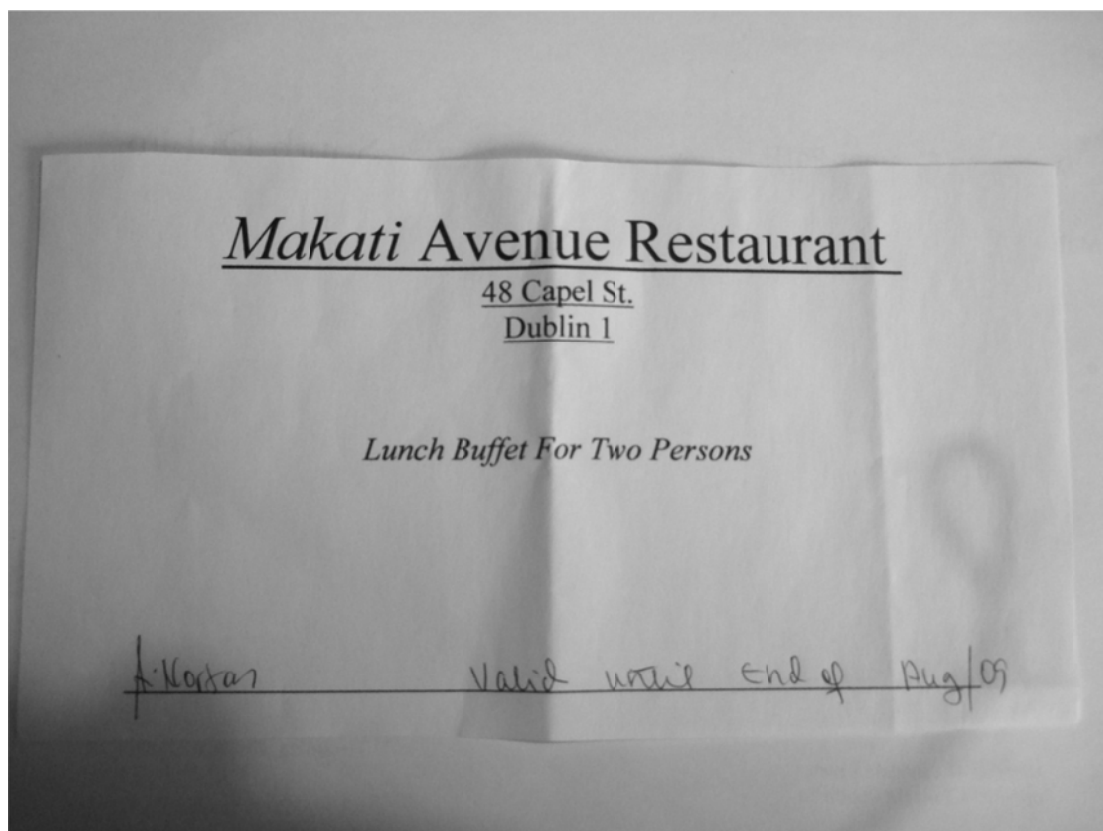 Makati Avenue Restaurant
48 Capel St.
Dublin 1
Lunch Buffet For Two Persons
Valid until End of Aug/09